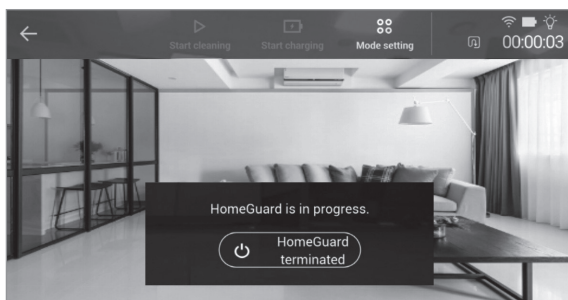 Start cleaning
Start charging
Mode setting
00:00:03
HomeGuard is in progress.
HomeGuard
terminated